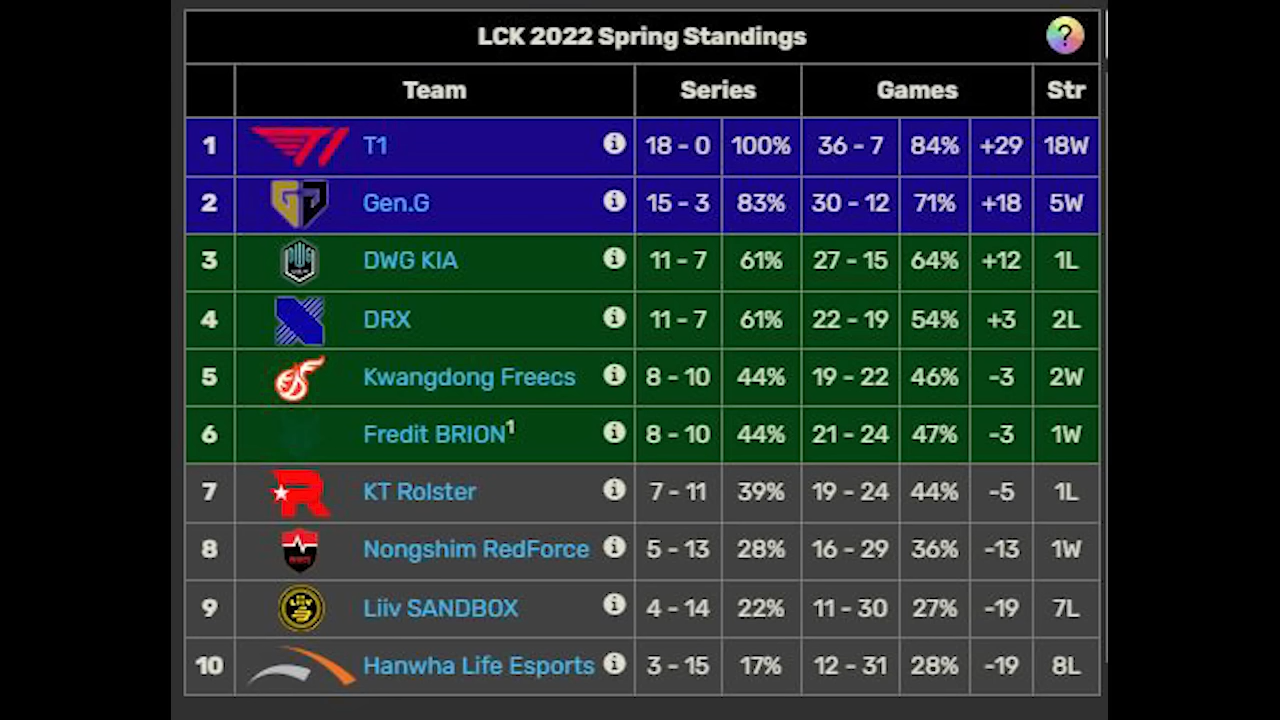 LCK 2022 Spring Standings ?
Team Series Games Str
1 T1 18 - 0 100% 36 - 7 84% +29 18W
2 Gen.G 15 - 3 83% 30 - 12 71% +18 5W
3 DWG KIA 11 - 7 61% 27 - 15 64% +12 1L
4 DRX 11 - 7 61% 22 - 19 54% +3 2L
5 Kwangdong Freecs 8 - 10 44% 19 - 22 46% -3 2W
6 Fredit BRION¹ 8 - 10 44% 21 - 24 47% -3 1W
7 KT Rolster 7 - 11 39% 19 - 24 44% -5 1L
8 Nongshim RedForce 5 - 13 28% 16 - 29 36% -13 1W
9 Liiv SANDBOX 4 - 14 22% 11 - 30 27% -19 7L
10 Hanwha Life Esports 3 - 15 17% 12 - 31 28% -19 8L